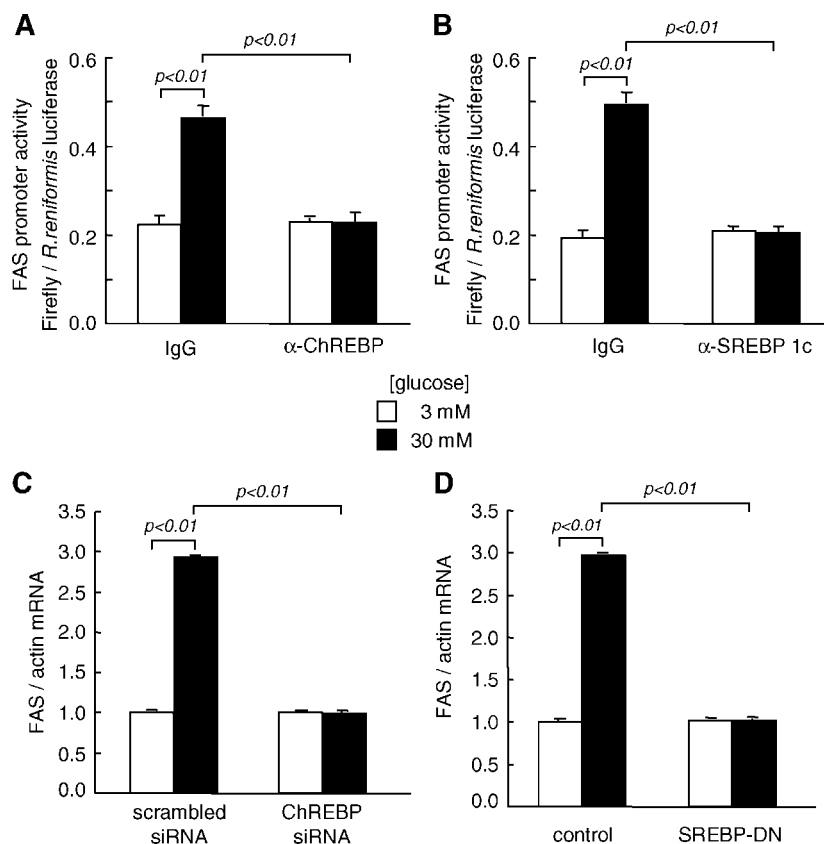 A
B
p<0.01
p<0.01
p<0.01
p<0.01
0.6
0.4
0.2
0.0
0.6
0.4
0.2
0.0
FAS promoter activity
Firefly / R.reniformis luciferase
FAS promoter activity
Firefly / R.reniformis luciferase
IgG
α-ChREBP
IgG
α-SREBP 1c
[glucose]
3 mM
30 mM
C
D
p<0.01
p<0.01
p<0.01
p<0.01
3.5
3.0
2.5
2.0
1.5
1.0
0.5
0.0
3.5
3.0
2.5
2.0
1.5
1.0
0.5
0.0
FAS / actin mRNA
FAS / actin mRNA
scrambled
siRNA
ChREBP
siRNA
control
SREBP-DN